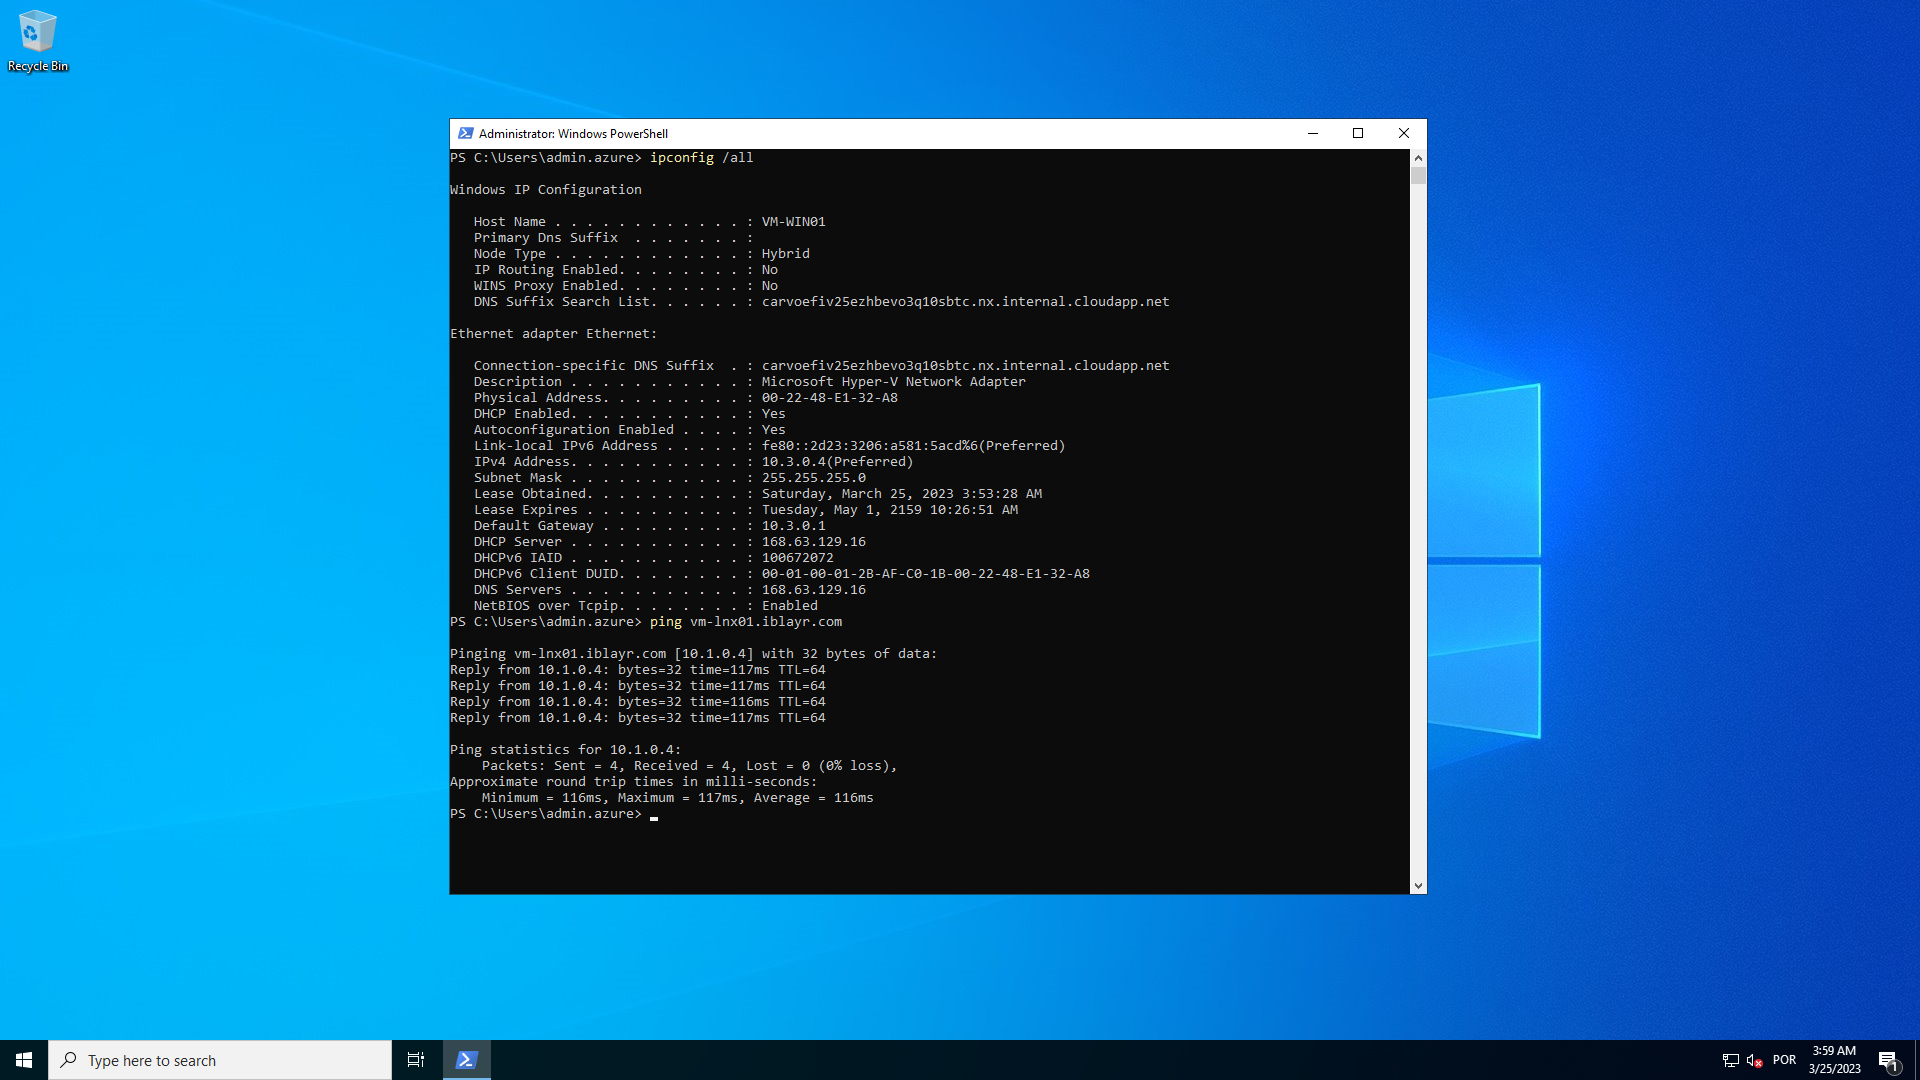 Recycle Bin
Administrator: Windows PowerShell
PS C:\Users\admin.azure> ipconfig /all
Windows IP Configuration
Host Name . . . . . . . . . . . . : VM-WIN01
Primary Dns Suffix  . . . . . . . :
Node Type . . . . . . . . . . . . : Hybrid
IP Routing Enabled. . . . . . . . : No
WINS Proxy Enabled. . . . . . . . : No
DNS Suffix Search List. . . . . . : carvoefiv25ezhbevo3q10sbtc.nx.internal.cloudapp.net
Ethernet adapter Ethernet:
Connection-specific DNS Suffix  . : carvoefiv25ezhbevo3q10sbtc.nx.internal.cloudapp.net
Description . . . . . . . . . . . : Microsoft Hyper-V Network Adapter
Physical Address. . . . . . . . . : 00-22-48-E1-32-A8
DHCP Enabled. . . . . . . . . . . : Yes
Autoconfiguration Enabled . . . . : Yes
Link-local IPv6 Address . . . . . : fe80::2d23:3206:a581:5acd%6(Preferred)
IPv4 Address. . . . . . . . . . . : 10.3.0.4(Preferred)
Subnet Mask . . . . . . . . . . . : 255.255.255.0
Lease Obtained. . . . . . . . . . : Saturday, March 25, 2023 3:53:28 AM
Lease Expires . . . . . . . . . . : Tuesday, May 1, 2159 10:26:51 AM
Default Gateway . . . . . . . . . : 10.3.0.1
DHCP Server . . . . . . . . . . . : 168.63.129.16
DHCPv6 IAID . . . . . . . . . . . : 100672072
DHCPv6 Client DUID. . . . . . . . : 00-01-00-01-2B-AF-C0-1B-00-22-48-E1-32-A8
DNS Servers . . . . . . . . . . . : 168.63.129.16
NetBIOS over Tcpip. . . . . . . . : Enabled
PS C:\Users\admin.azure> ping vm-lnx01.iblayr.com
Pinging vm-lnx01.iblayr.com [10.1.0.4] with 32 bytes of data:
Reply from 10.1.0.4: bytes=32 time=117ms TTL=64
Reply from 10.1.0.4: bytes=32 time=117ms TTL=64
Reply from 10.1.0.4: bytes=32 time=116ms TTL=64
Reply from 10.1.0.4: bytes=32 time=117ms TTL=64
Ping statistics for 10.1.0.4:
Packets: Sent = 4, Received = 4, Lost = 0 (0% loss),
Approximate round trip times in milli-seconds:
Minimum = 116ms, Maximum = 117ms, Average = 116ms
PS C:\Users\admin.azure>
Type here to search
POR
3:59 AM
3/25/2023
1